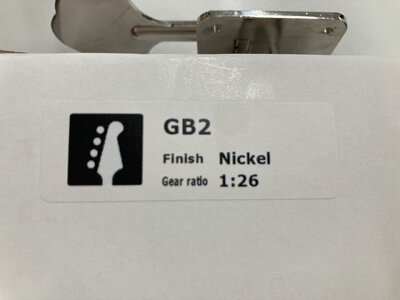 GB2
Finish Nickel
Gear ratio 1:26